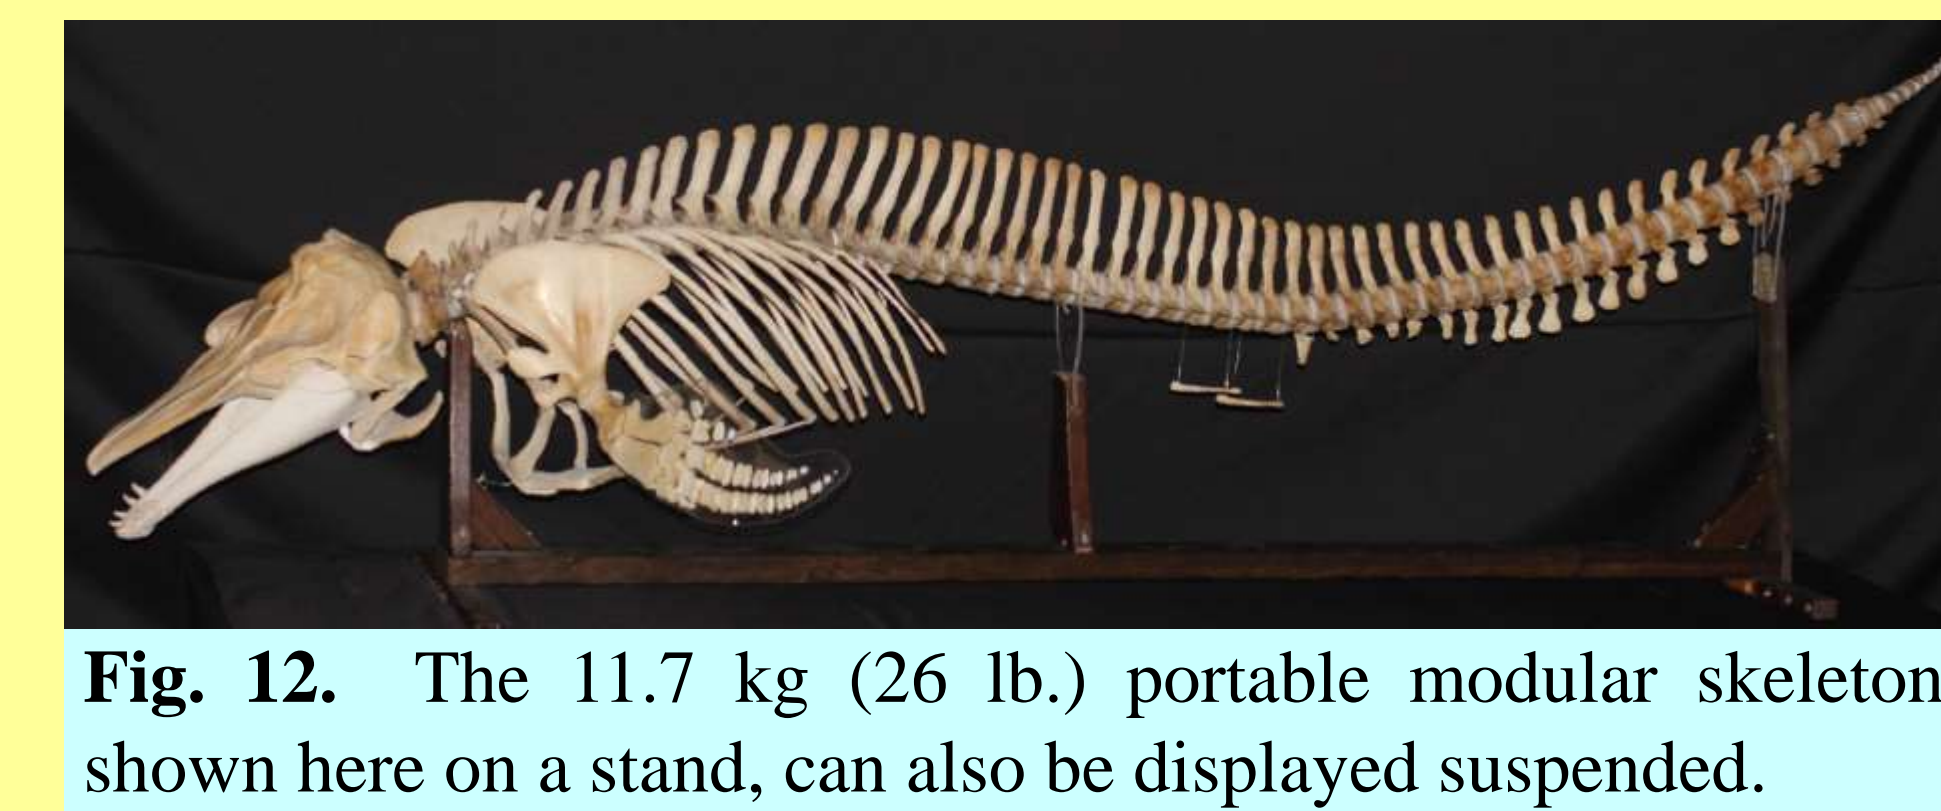 Fig. 12. The 11.7 kg (26 lb.) portable modular skeleton
shown here on a stand, can also be displayed suspended.